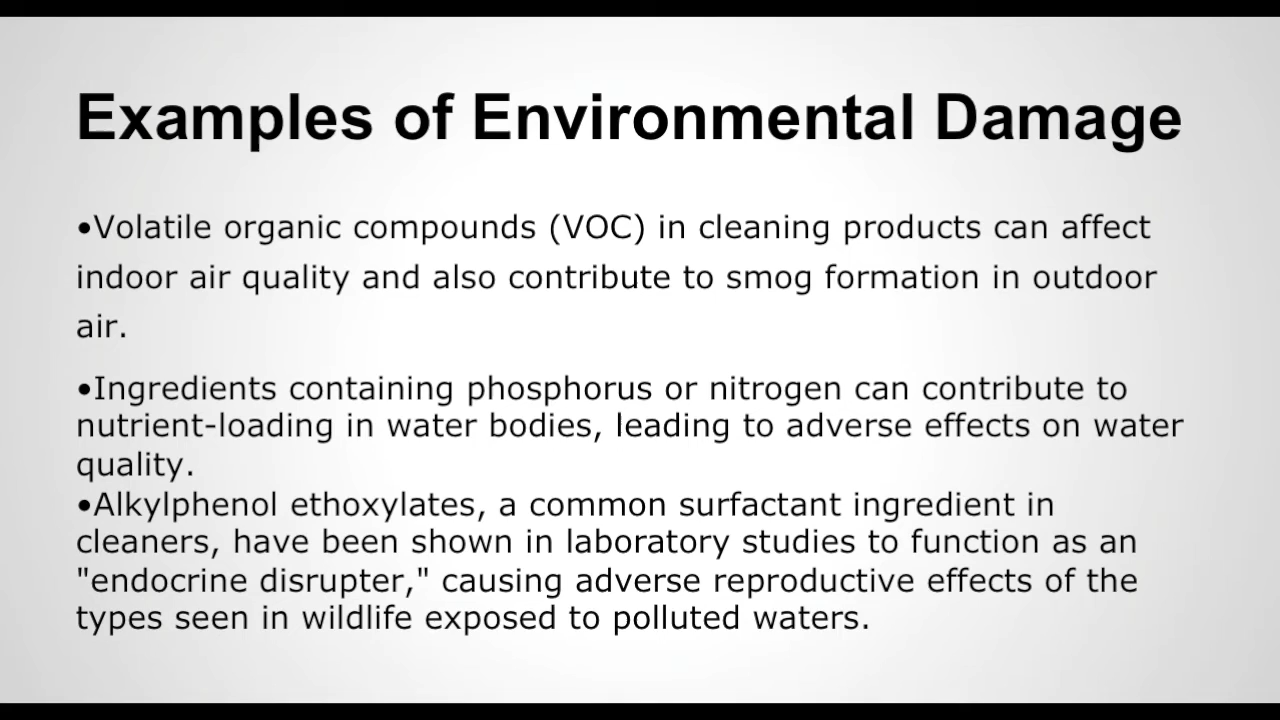 Examples of Environmental Damage
•Volatile organic compounds (VOC) in cleaning products can affect
indoor air quality and also contribute to smog formation in outdoor
air.
•Ingredients containing phosphorus or nitrogen can contribute to
nutrient-loading in water bodies, leading to adverse effects on water
quality.
•Alkylphenol ethoxylates, a common surfactant ingredient in
cleaners, have been shown in laboratory studies to function as an
"endocrine disrupter," causing adverse reproductive effects of the
types seen in wildlife exposed to polluted waters.